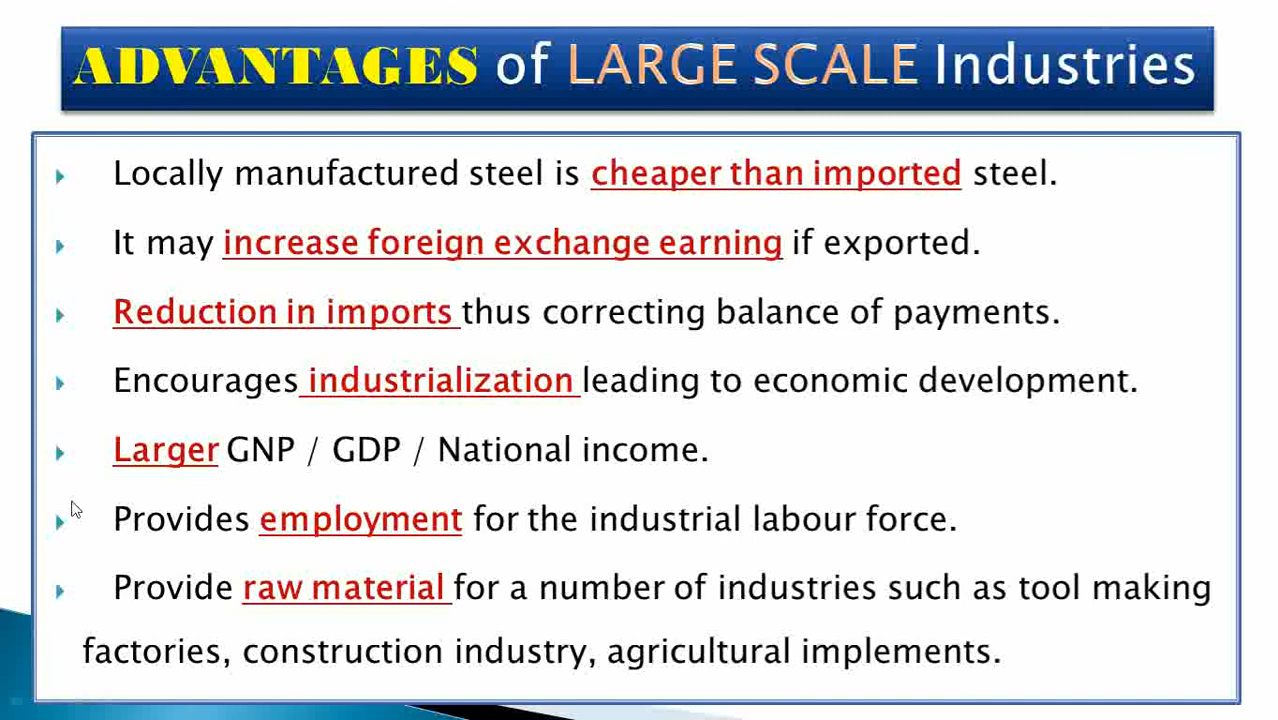 ADVANTAGES of LARGE SCALE Industries
Locally manufactured steel is cheaper than imported steel.
It may increase foreign exchange earning if exported.
Reduction in imports thus correcting balance of payments.
Encourages industrialization leading to economic development.
Larger GNP / GDP / National income.
Provides employment for the industrial labour force.
Provide raw material for a number of industries such as tool making
factories, construction industry, agricultural implements.